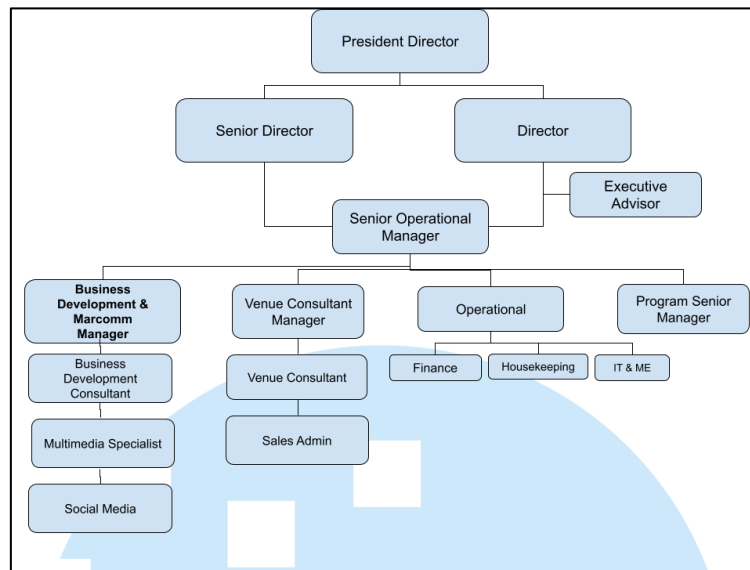 President Director
Senior Director
Director
Executive
Advisor
Senior Operational
Manager
Business
Development &
Marcomm
Manager
Venue Consultant
Manager
Operational
Program Senior
Manager
Business
Development
Consultant
Venue Consultant
Finance
Housekeeping
IT & ME
Multimedia Specialist
Sales Admin
Social Media